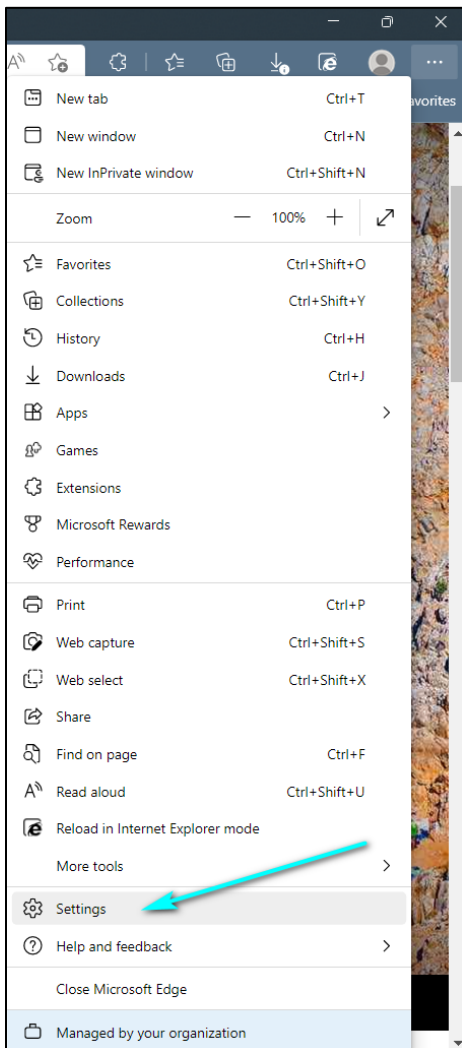 avorites
New tab Ctrl+T
New window Ctrl+N
New InPrivate window Ctrl+Shift+N
Zoom — 100% +
Favorites Ctrl+Shift+O
Collections Ctrl+Shift+Y
History Ctrl+H
Downloads Ctrl+J
Apps
Games
Extensions
Microsoft Rewards
Performance
Print Ctrl+P
Web capture Ctrl+Shift+S
Web select Ctrl+Shift+X
Share
Find on page Ctrl+F
Read aloud Ctrl+Shift+U
Reload in Internet Explorer mode
More tools
Settings
Help and feedback
Close Microsoft Edge
Managed by your organization